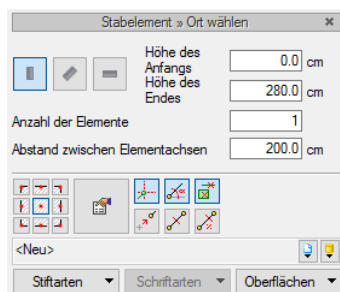 Stabelement » Ort wählen
Höhe des
Anfangs
0.0 cm
Höhe des
Endes
280.0 cm
Anzahl der Elemente
1
Abstand zwischen Elementachsen
200.0 cm
<Neu>
Stiftarten
Schriftarten
Oberflächen